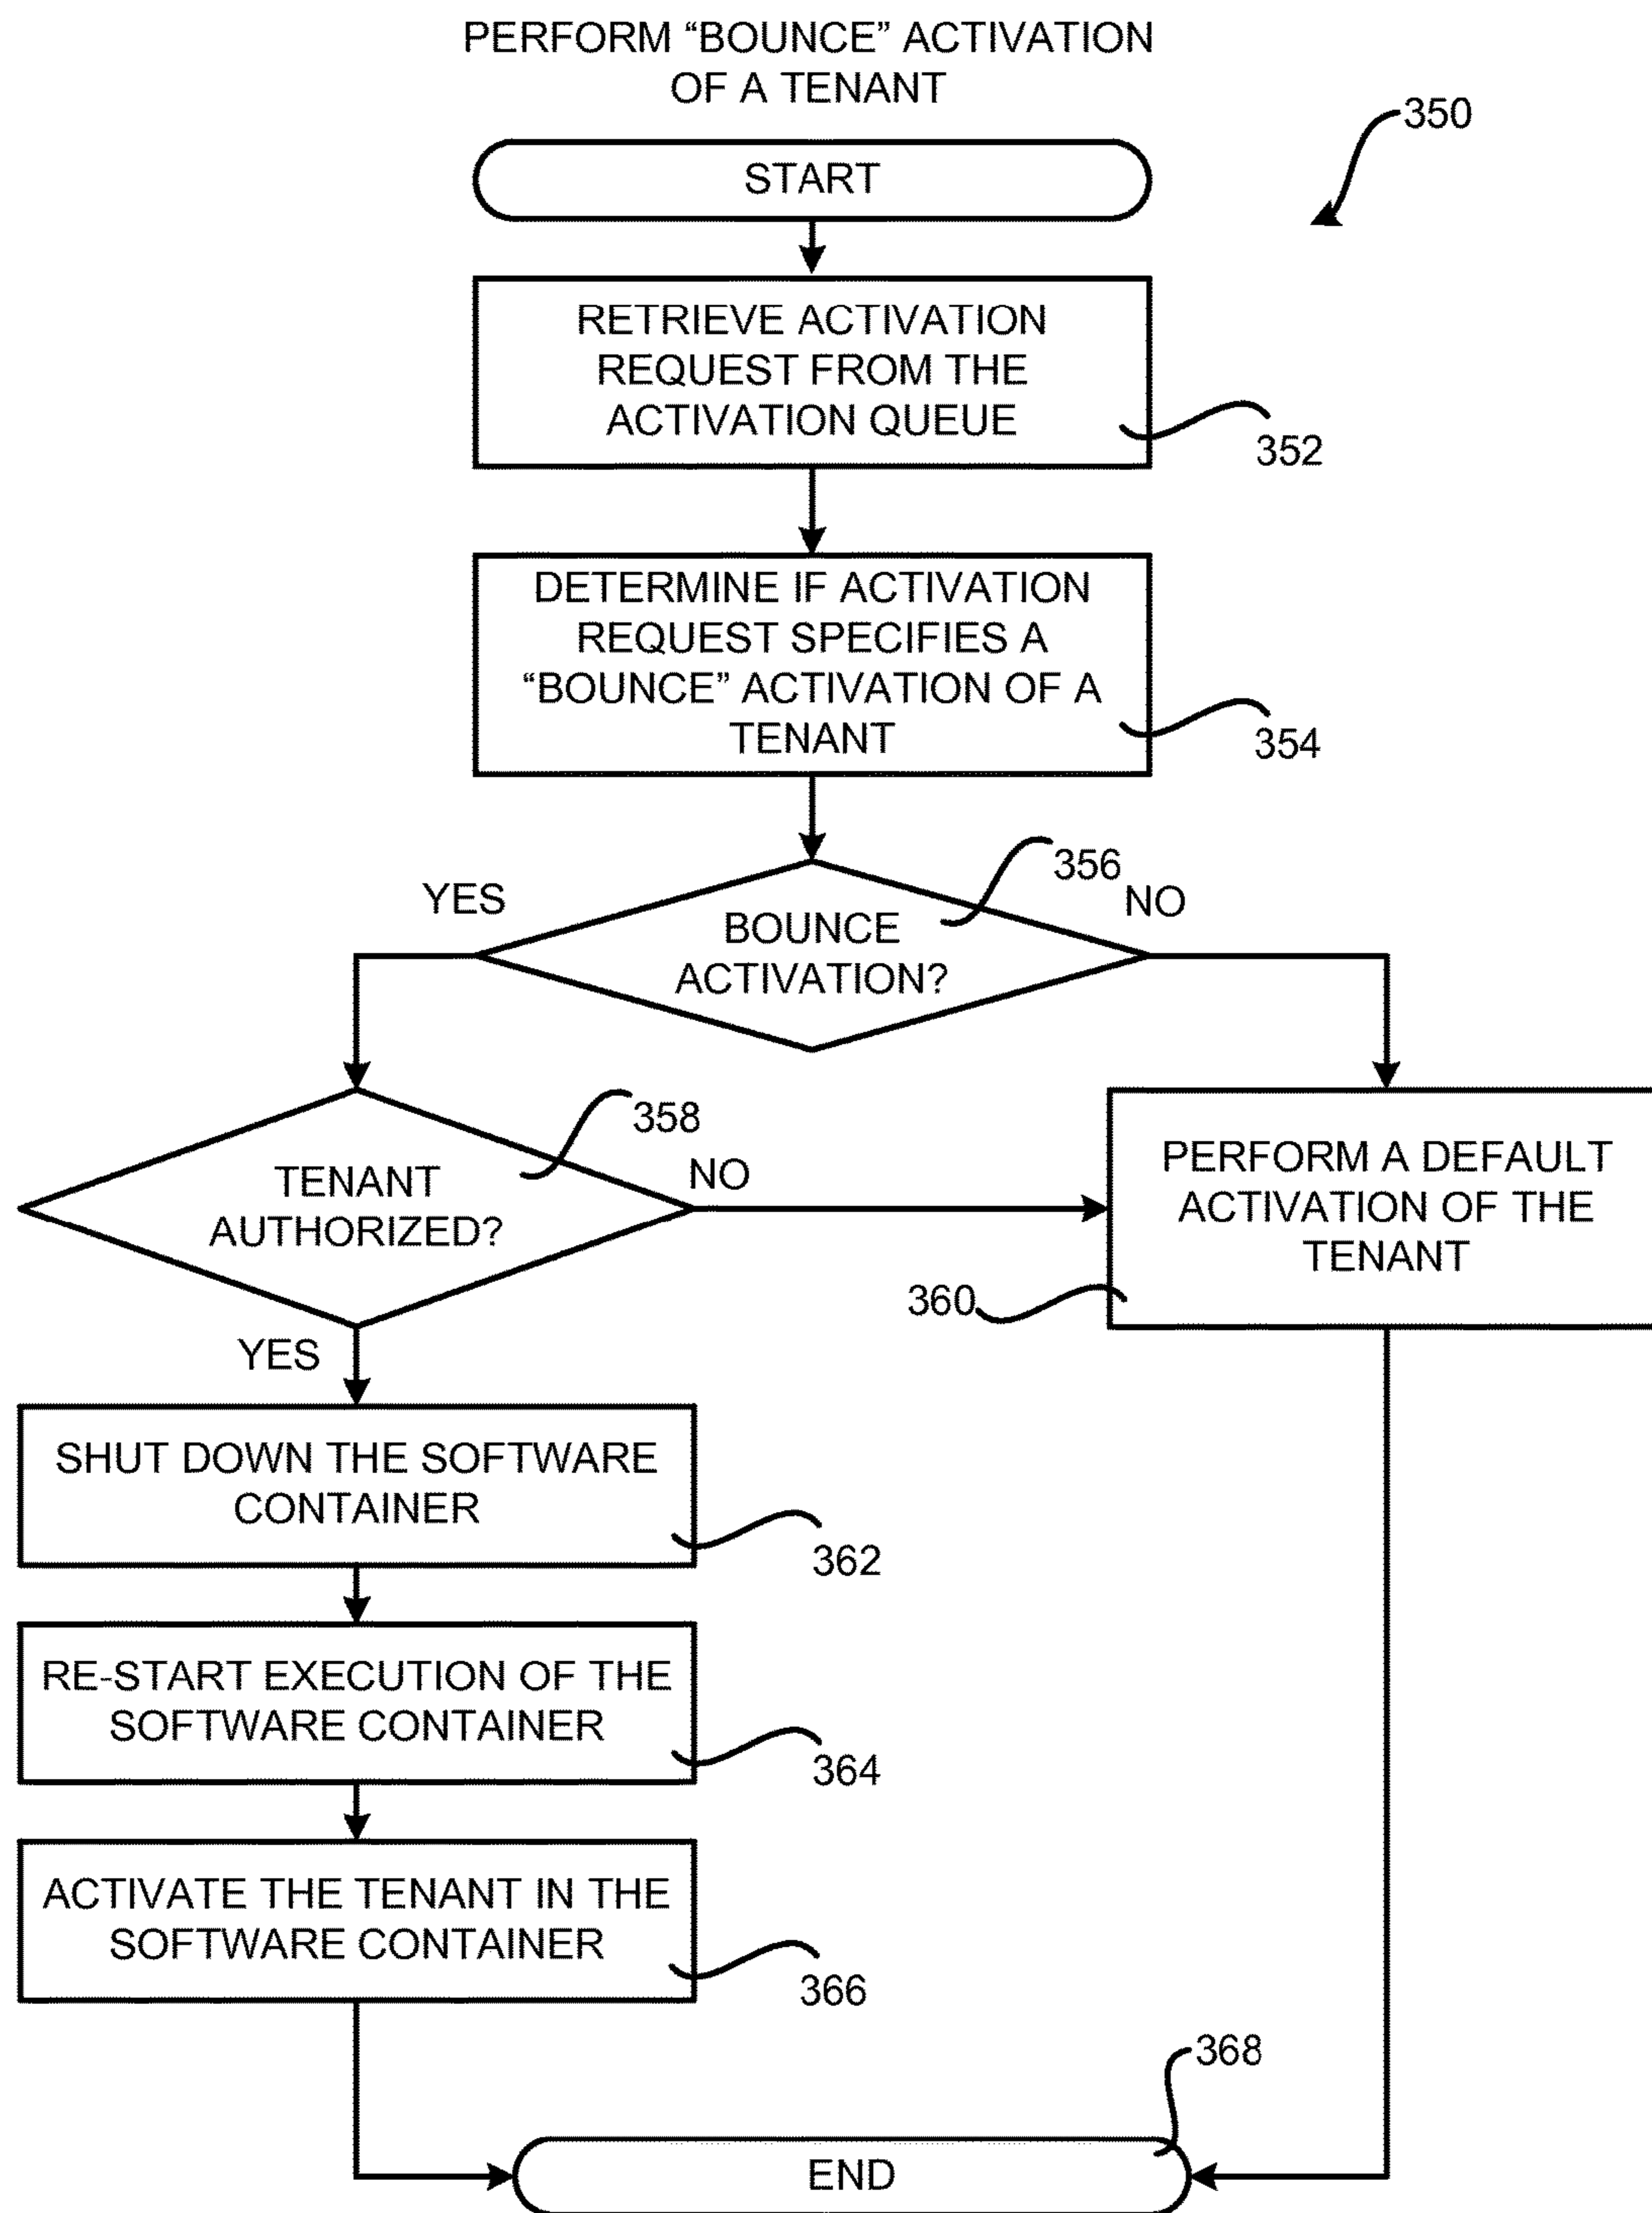 PERFORM “BOUNCE” ACTIVATION
OF A TENANT
350
START
RETRIEVE ACTIVATION
REQUEST FROM THE
ACTIVATION QUEUE
352
DETERMINE IF ACTIVATION
REQUEST SPECIFIES A
“BOUNCE” ACTIVATION OF A
TENANT
354
356
YES
NO
BOUNCE
ACTIVATION?
358
TENANT
AUTHORIZED?
NO
PERFORM A DEFAULT
ACTIVATION OF THE
TENANT
360
YES
SHUT DOWN THE SOFTWARE
CONTAINER
362
RE-START EXECUTION OF THE
SOFTWARE CONTAINER
364
ACTIVATE THE TENANT IN THE
SOFTWARE CONTAINER
366
368
END